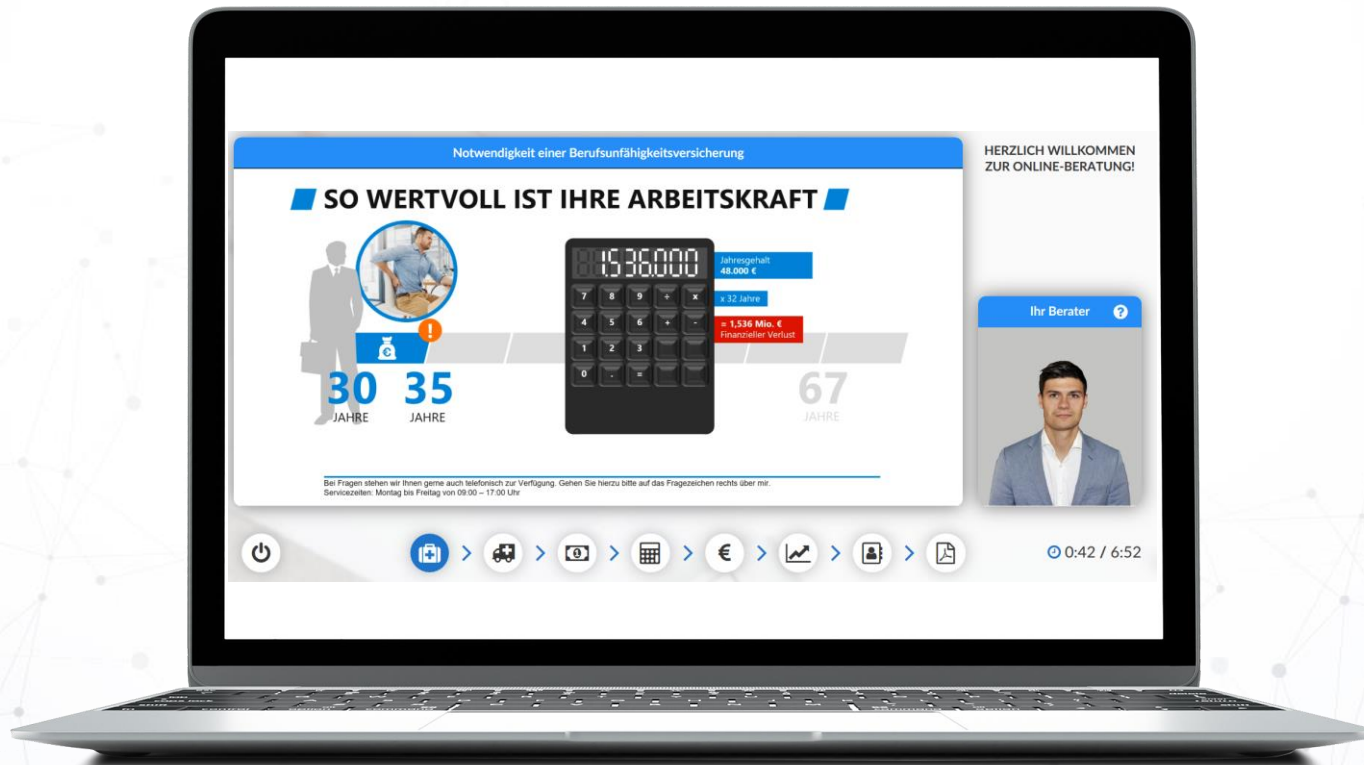 Notwendigkeit einer Berufsunfähigkeitsversicherung
SO WERTVOLL IST IHRE ARBEITSKRAFT
1.536.000
Jahresgehalt
48.000 €
x 32 Jahre
= 1,536 Mio. €
Finanzieller Verlust
7 8 9 ÷ x
4 5 6 + -
1 2 3
0 . =
30
JAHRE
35
JAHRE
67
JAHRE
Bei Fragen stehen wir Ihnen gerne auch telefonisch zur Verfügung. Gehen Sie hierzu bitte auf das Fragezeichen rechts über mir.
Servicezeiten: Montag bis Freitag von 09:00 – 17:00 Uhr
HERZLICH WILLKOMMEN
ZUR ONLINE-BERATUNG!
Ihr Berater ?
0:42 / 6:52